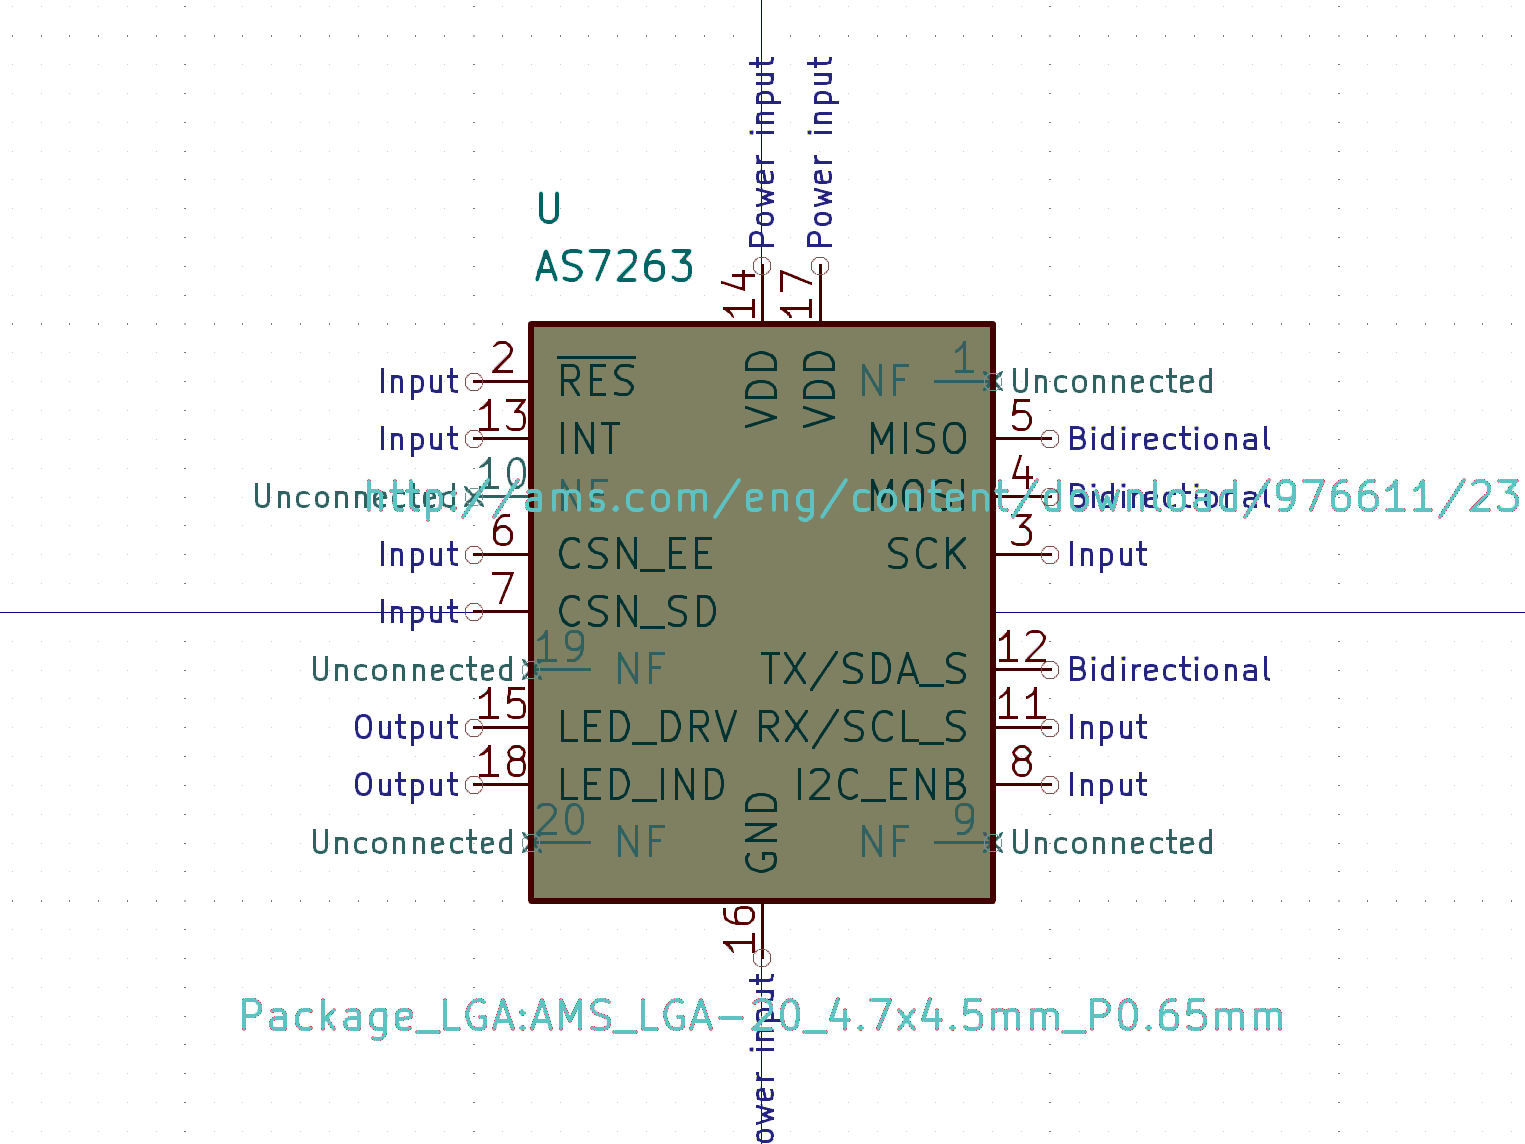 Power input
Power input
U
AS7263
14
17
Input 2 RES VDD VDD NF 1 Unconnected
Input 13 INT MISO 5 Bidirectional
Unconnected 10 NF MOSI 4 Bidirectional
http://ams.com/eng/content/download/976611/23
Input 6 CSN_EE SCK 3 Input
Input 7 CSN_SD
Unconnected 19 NF TX/SDA_S 12 Bidirectional
Output 15 LED_DRV RX/SCL_S 11 Input
Output 18 LED_IND I2C_ENB 8 Input
Unconnected 20 NF GND NF 9 Unconnected
16
Package_LGA:AMS_LGA-20_4.7x4.5mm_P0.65mm
ower input